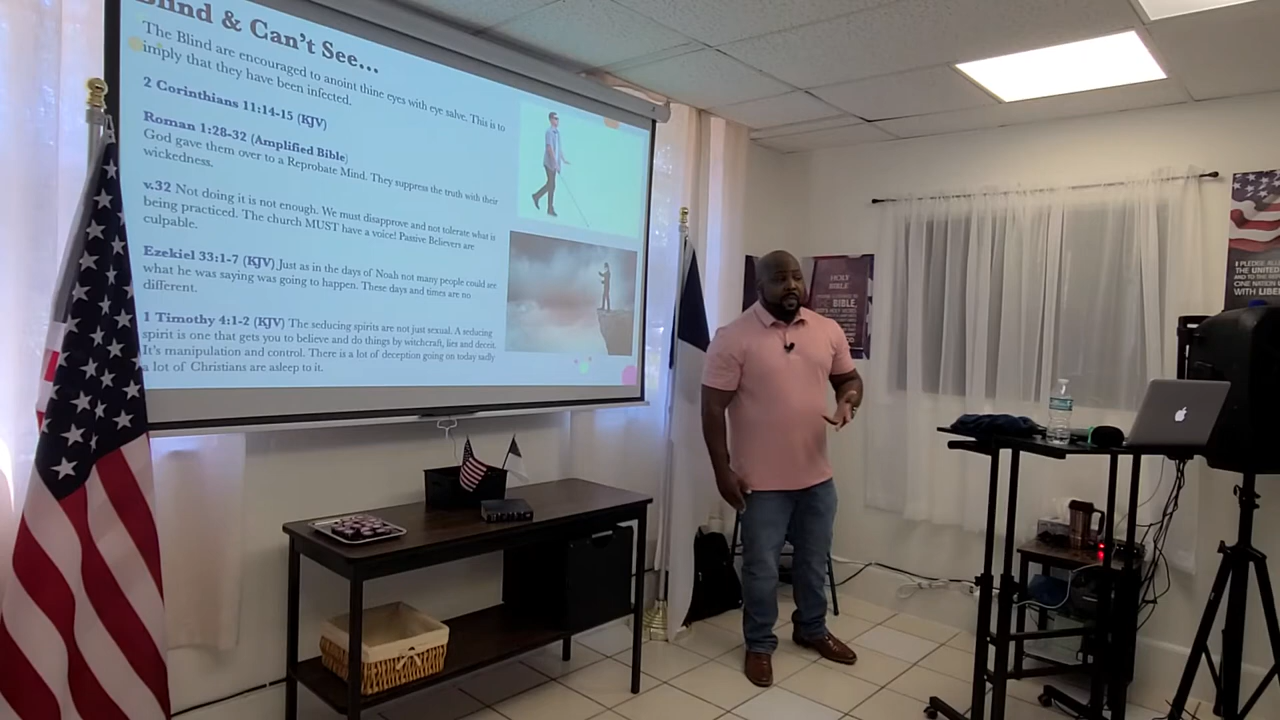 Blind & Can't See...
The Blind are encouraged to anoint thine eyes with eye salve. This is to
imply that they have been infected.
2 Corinthians 11:14-15 (KJV)
Roman 1:28-32 (Amplified Bible)
God gave them over to a Reprobate Mind. They suppress the truth with their
wickedness.
v.32 Not doing it is not enough. We must disapprove and not tolerate what is
being practiced. The church MUST have a voice! Passive Believers are
culpable.
Ezekiel 33:1-7 (KJV) Just as in the days of Noah not many people could see
what he was saying was going to happen. These days and times are no
different.
1 Timothy 4:1-2 (KJV) The seducing spirits are not just sexual. A seducing
spirit is one that gets you to believe and do things by witchcraft, lies and deceit.
It's manipulation and control. There is a lot of deception going on today sadly
a lot of Christians are asleep to it.
HOLY
BIBLE
BIBLE,
I PLEDGE
THE UNITED
AND TO THE
ONE NATION
WITH LIBE